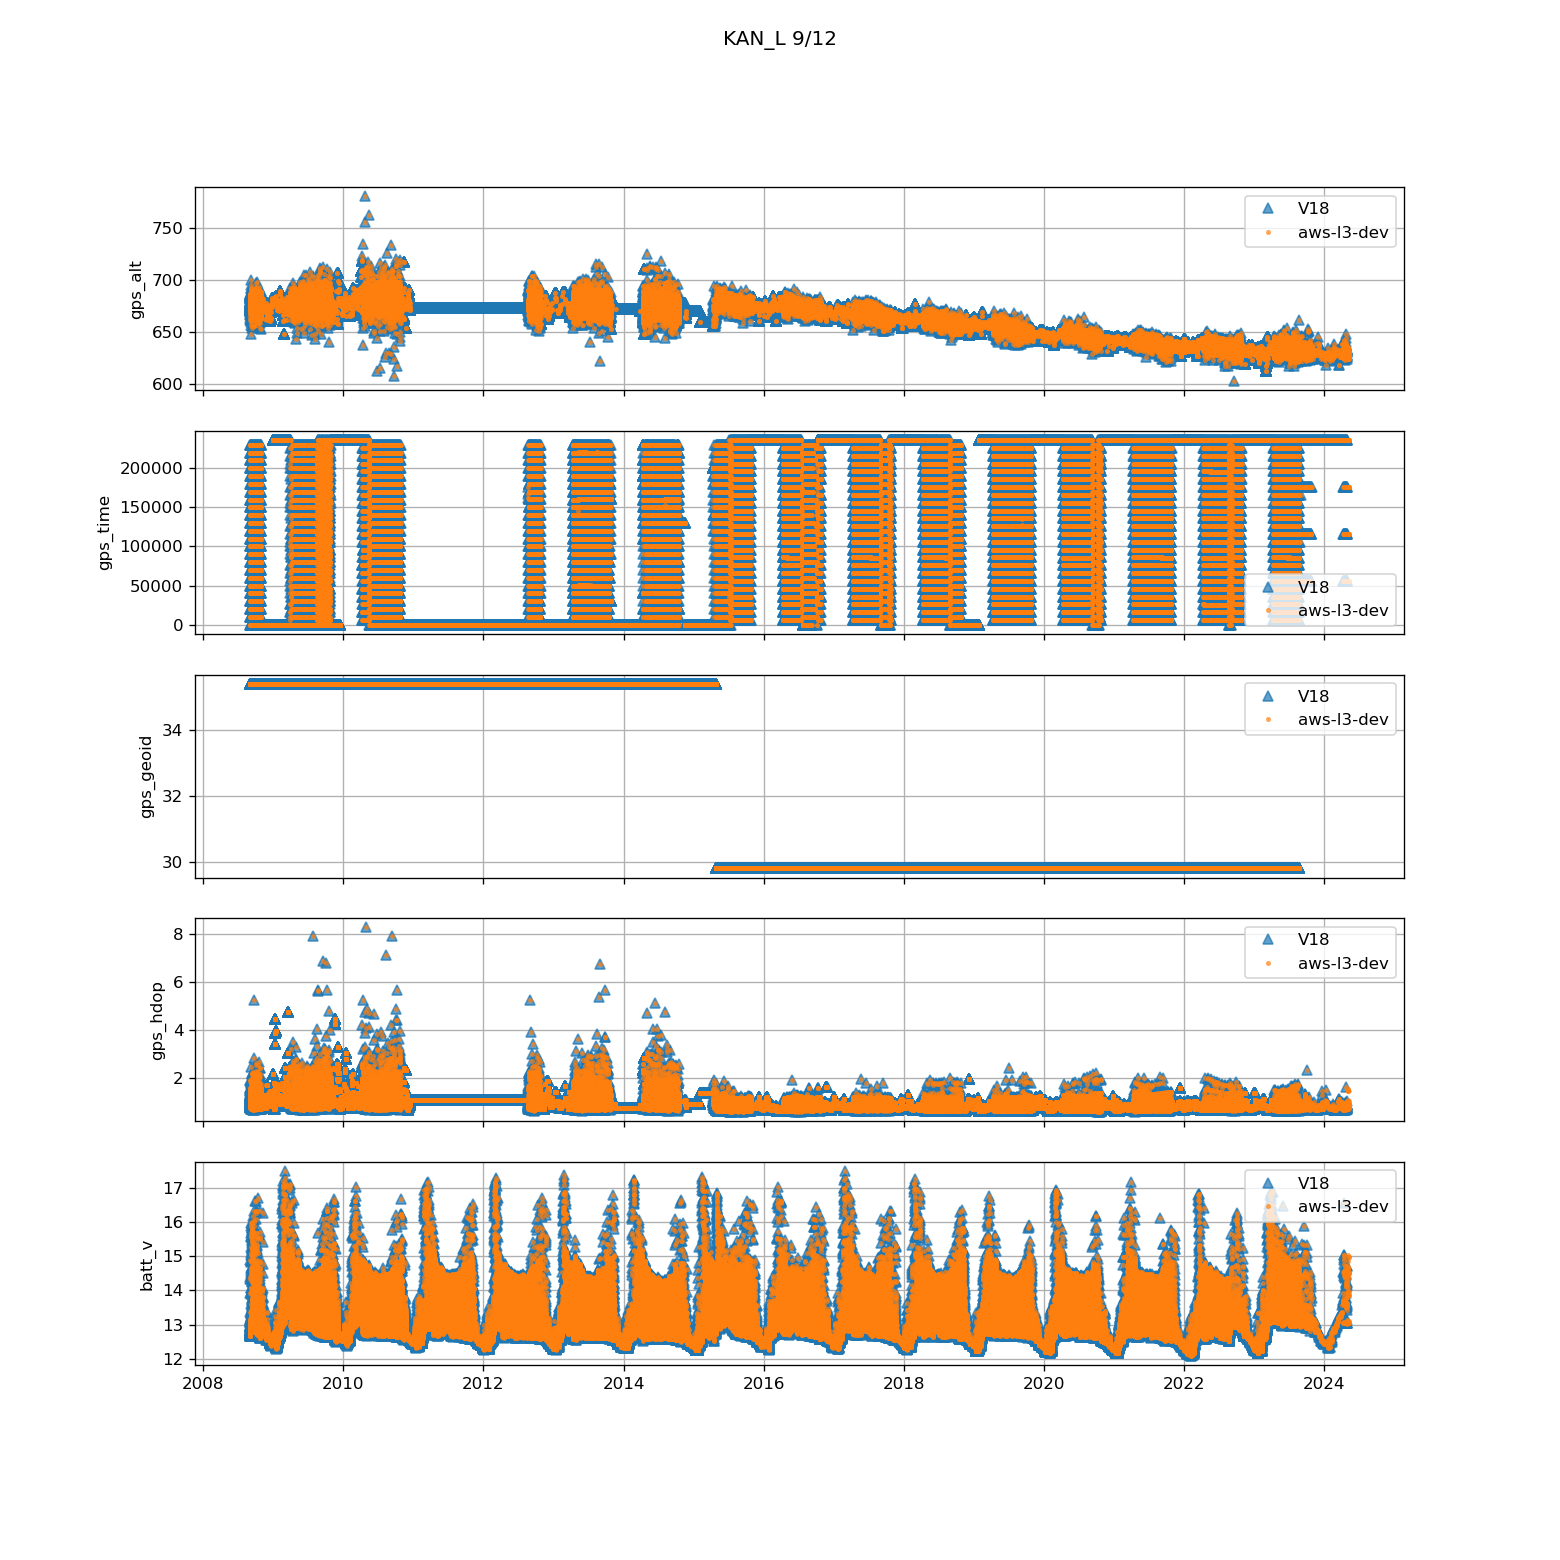 KAN_L 9/12
gps_alt
750
700
650
600
V18
aws-l3-dev
gps_time
200000
150000
100000
50000
0
V18
aws-l3-dev
gps_geoid
34
32
30
V18
aws-l3-dev
gps_hdop
8
6
4
2
V18
aws-l3-dev
batt_v
17
16
15
14
13
12
V18
aws-l3-dev
2008 2010 2012 2014 2016 2018 2020 2022 2024